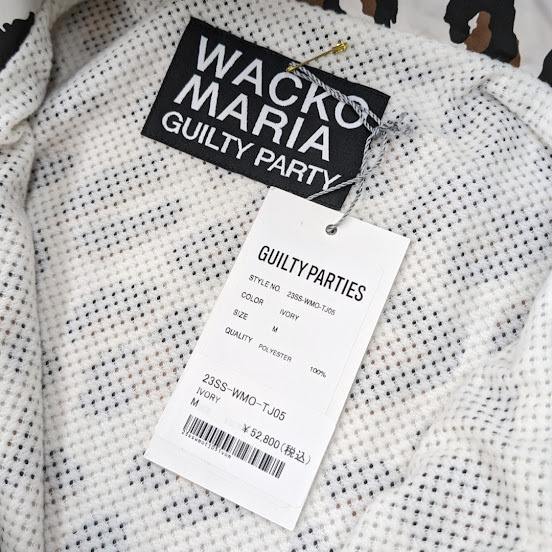 WACKO
MARIA
GUILTY PARTY
GUILTY PARTIES
STYLE NO. 23SS-WMO-TJ05
COLOR IVORY
SIZE M
QUALITY POLYESTER 100%
23SS-WMO-TJ05
IVORY
M
¥52,800(税込)